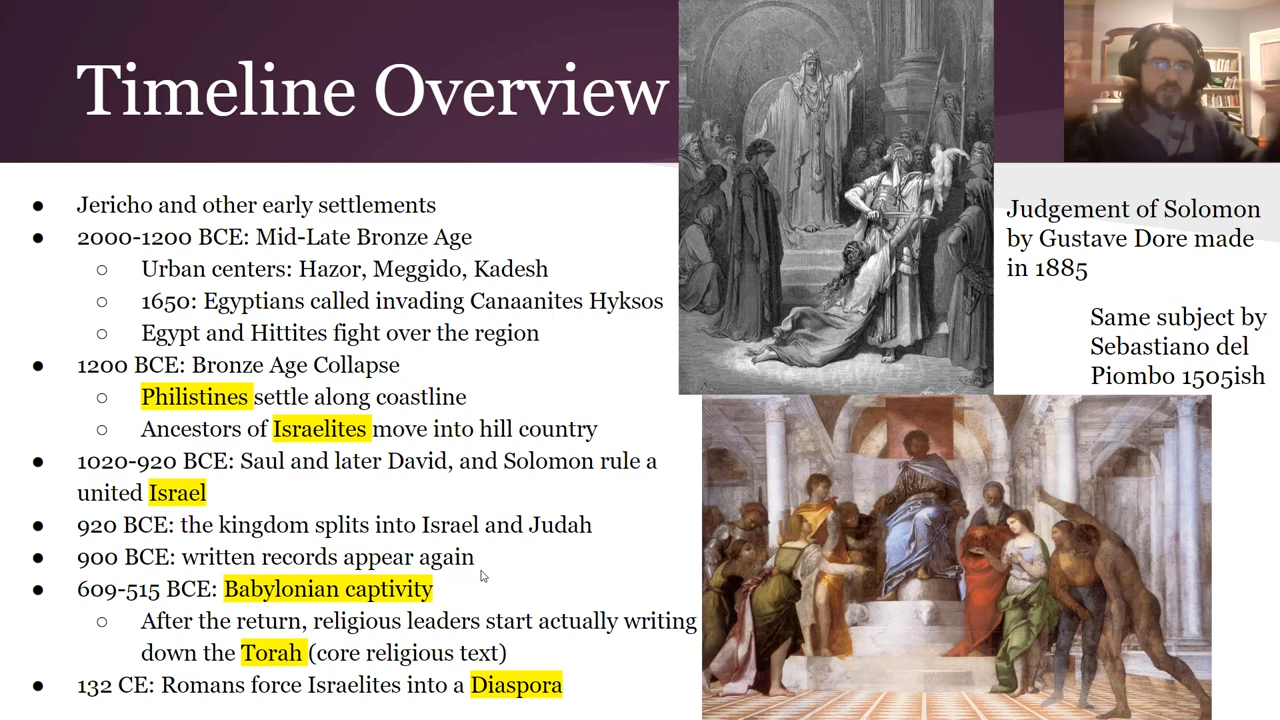 Timeline Overview
● Jericho and other early settlements
● 2000-1200 BCE: Mid-Late Bronze Age
○ Urban centers: Hazor, Meggido, Kadesh
○ 1650: Egyptians called invading Canaanites Hyksos
○ Egypt and Hittites fight over the region
● 1200 BCE: Bronze Age Collapse
○ Philistines settle along coastline
○ Ancestors of Israelites move into hill country
● 1020-920 BCE: Saul and later David, and Solomon rule a
united Israel
● 920 BCE: the kingdom splits into Israel and Judah
● 900 BCE: written records appear again
● 609-515 BCE: Babylonian captivity
○ After the return, religious leaders start actually writing
down the Torah (core religious text)
● 132 CE: Romans force Israelites into a Diaspora
Judgement of Solomon
by Gustave Dore made
in 1885
Same subject by
Sebastiano del
Piombo 1505ish